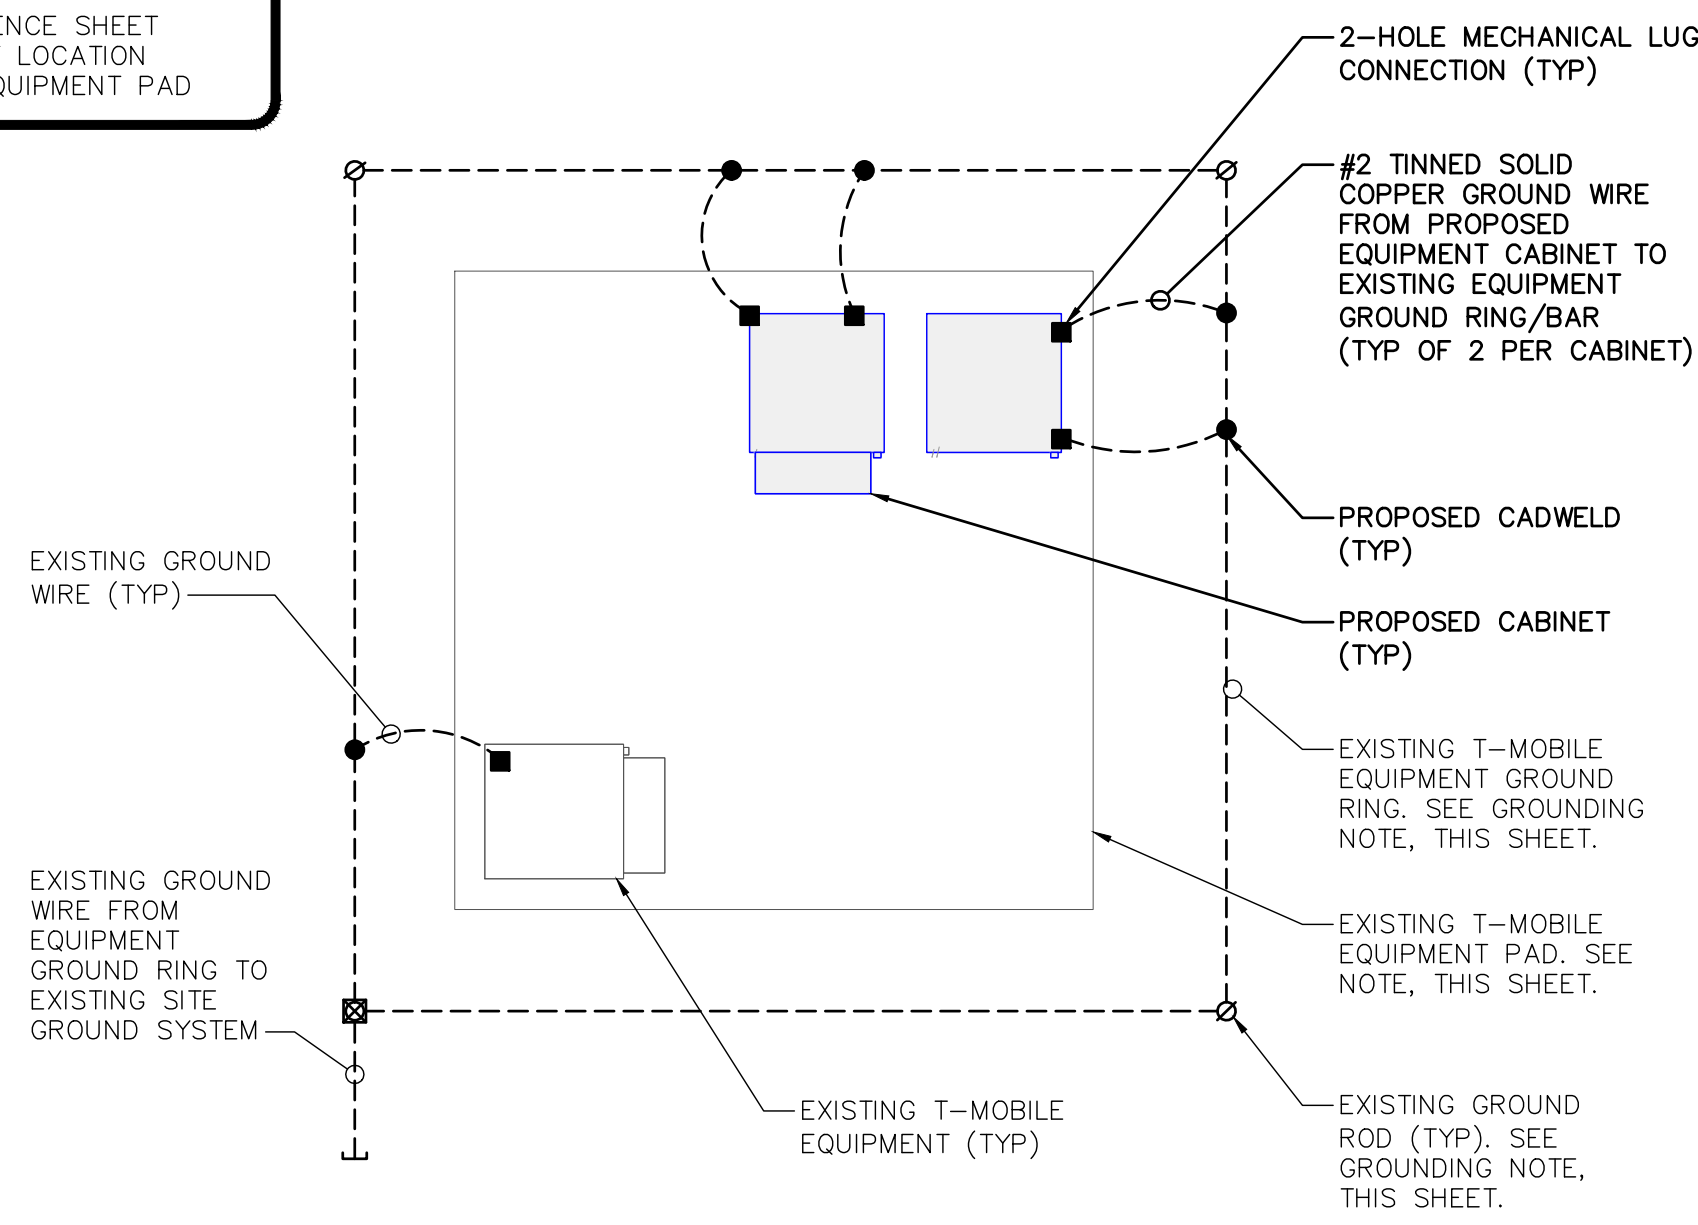 SHEET
LOCATION
PAD
2-HOLE MECHANICAL LUG
CONNECTION (TYP)
#2 TINNED SOLID
COPPER GROUND WIRE
FROM PROPOSED
EQUIPMENT CABINET TO
EXISTING EQUIPMENT
GROUND RING/BAR
(TYP OF 2 PER CABINET)
PROPOSED CADWELD
(TYP)
PROPOSED CABINET
(TYP)
EXISTING T-MOBILE
EQUIPMENT GROUND
RING. SEE GROUNDING
NOTE, THIS SHEET.
EXISTING T-MOBILE
EQUIPMENT PAD. SEE
NOTE, THIS SHEET.
EXISTING GROUND
ROD (TYP). SEE
GROUNDING NOTE,
THIS SHEET.
EXISTING GROUND
WIRE (TYP)
EXISTING GROUND
WIRE FROM
EQUIPMENT
GROUND RING TO
EXISTING SITE
GROUND SYSTEM
EXISTING T-MOBILE
EQUIPMENT (TYP)